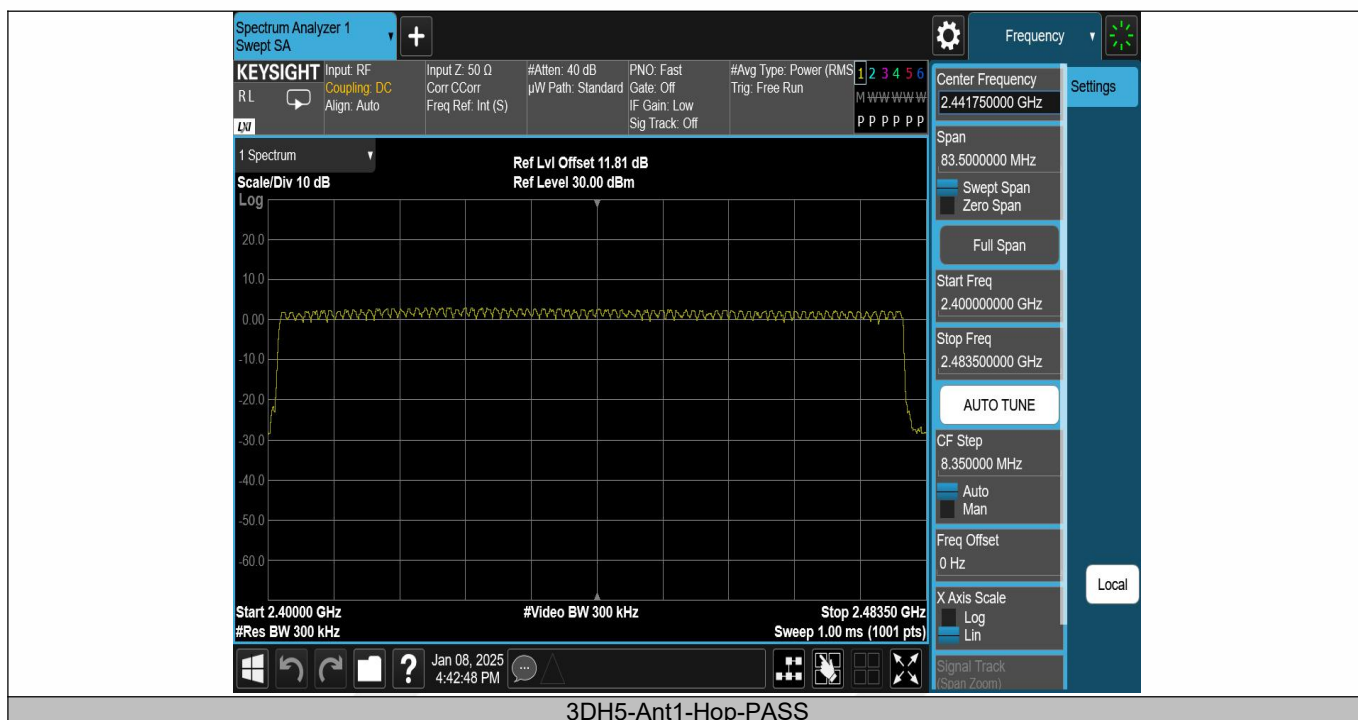 Spectrum Analyzer 1
Swept SA
+
Frequency
KEYSIGHT
R L
LXI
Input: RF
Coupling: DC
Align: Auto
Input Z: 50 Ω
Corr CCorr
Freq Ref: Int (S)
#Atten: 40 dB
µW Path: Standard
PNO: Fast
Gate: Off
IF Gain: Low
Sig Track: Off
#Avg Type: Power (RMS
Trig: Free Run
1 2 3 4 5 6
M W W W W W
P P P P P P
1 Spectrum
Scale/Div 10 dB
Log
Ref Lvl Offset 11.81 dB
Ref Level 30.00 dBm
20.0
10.0
0.00
-10.0
-20.0
-30.0
-40.0
-50.0
-60.0
Start 2.40000 GHz
#Res BW 300 kHz
#Video BW 300 kHz
Stop 2.48350 GHz
Sweep 1.00 ms (1001 pts)
Center Frequency
2.441750000 GHz
Settings
Span
83.5000000 MHz
Swept Span
Zero Span
Full Span
Start Freq
2.400000000 GHz
Stop Freq
2.483500000 GHz
AUTO TUNE
CF Step
8.350000 MHz
Auto
Man
Freq Offset
0 Hz
X Axis Scale
Log
Lin
Signal Track
(Span Zoom)
Local
?
Jan 08, 2025
4:42:48 PM
3DH5-Ant1-Hop-PASS